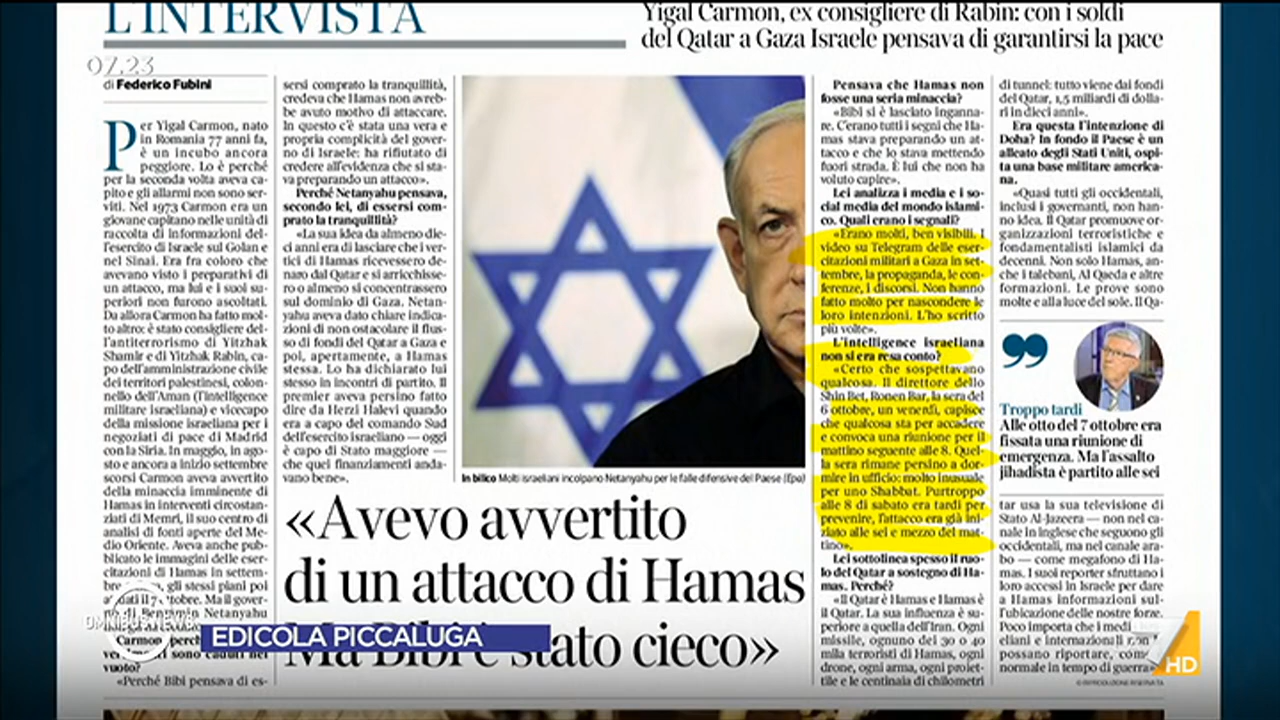 L'INTERVISTA
Yigal Carmon, ex consigliere di Rabin: con i soldi
del Qatar a Gaza Israele pensava di garantirsi la pace
07.23
di Federico Fubini
Per Yigal Carmon, nato
in Romania 77 anni fa,
è un incubo ancora
peggiore. Lo è perché
per la seconda volta aveva ca-
pito e gli allarmi non sono ser-
viti. Nel 1973 Carmon era un
giovane capitano nelle unità di
raccolta di informazioni del-
l'esercito di Israele sul Golan e
nel Sinai. Era fra coloro che
avevano visto i preparativi di
un attacco, ma lui e i suoi su-
periori non furono ascoltati.
Da allora Carmon ha fatto mol-
to altro: è stato consigliere del-
l'antiterrorismo di Yitzhak
Shamir e di Yitzhak Rabin, ca-
po dell'amministrazione civile
dei territori palestinesi, colon-
nello dell'Aman (l'intelligence
militare israeliana) e vicecapo
della missione israeliana per i
negoziati di pace di Madrid
con la Siria. In maggio, in ago-
sto e ancora a inizio settembre
scorsi Carmon aveva avvertito
della minaccia imminente di
Hamas in interventi circostan-
ziati di Memri, il suo centro di
analisi di fonti aperte del Me-
dio Oriente. Aveva anche pub-
blicato le immagini delle eser-
citazioni di Hamas in settem-
gli stessi piani poi
il 7 ottobre. Ma il gover-
no di Benyamin Netanyahu
Carmon, perché
sono caduti nel
vuoto?
«Perché Bibi pensava di es-
sersi comprato la tranquillità,
credeva che Hamas non avreb-
be avuto motivo di attaccare.
In questo c'è stata una vera e
propria complicità del gover-
no di Israele: ha rifiutato di
credere all'evidenza che si sta-
va preparando un attacco».
Perché Netanyahu pensava,
secondo lei, di essersi com-
prato la tranquillità?
«La sua idea da almeno die-
ci anni era di lasciare che i ver-
tici di Hamas ricevessero de-
naro dal Qatar e si arricchisse-
ro o almeno si concentrassero
sul dominio di Gaza. Netan-
yahu aveva dato chiare indica-
zioni di non ostacolare il flus-
so di fondi del Qatar a Gaza e
poi, apertamente, a Hamas
stessa. Lo ha dichiarato lui
stesso in incontri di partito. Il
premier aveva persino fatto
dire da Herzi Halevi quando
era a capo del comando Sud
dell'esercito israeliano — oggi
è capo di Stato maggiore —
che quei finanziamenti anda-
vano bene».
In bilico Molti israeliani incolpano Netanyahu per le falle difensive del Paese (Epa)
«Avevo avvertito
di un attacco di Hamas
Ma Bibi è stato cieco»
Pensava che Hamas non
fosse una seria minaccia?
«Bibi si è lasciato inganna-
re. C'erano tutti i segni che Ha-
mas stava preparando un at-
tacco e che lo stava mettendo
fuori strada. È lui che non ha
voluto capire».
Lei analizza i media e i so-
cial media del mondo islami-
co. Quali erano i segnali?
«Erano molti, ben visibili. I
video su Telegram delle eser-
citazioni militari a Gaza in set-
tembre, la propaganda, le con-
ferenze, i discorsi. Non hanno
fatto molto per nascondere le
loro intenzioni. L'ho scritto
più volte».
L'intelligence israeliana
non si era resa conto?
«Certo che sospettavano
qualcosa. Il direttore dello
Shin Bet, Ronen Bar, la sera del
6 ottobre, un venerdì, capisce
che qualcosa sta per accadere
e convoca una riunione per il
mattino seguente alle 8. Quel-
la sera rimane persino a dor-
mire in ufficio: molto inusuale
per uno Shabbat. Purtroppo
alle 8 di sabato era tardi per
prevenire, l'attacco era già ini-
ziato alle sei e mezzo del mat-
tino».
Lei sottolinea spesso il ruo-
lo del Qatar a sostegno di Ha-
mas. Perché?
«Il Qatar è Hamas e Hamas è
il Qatar. La sua influenza è su-
periore a quella dell'Iran. Ogni
missile, ognuno dei 30 o 40
mila terroristi di Hamas, ogni
drone, ogni arma, ogni proiet-
tile e le centinaia di chilometri
di tunnel: tutto viene dai fondi
del Qatar, 1,5 miliardi di dolla-
ri in dieci anni».
Era questa l'intenzione di
Doha? In fondo il Paese è un
alleato degli Stati Uniti, ospi-
ta una base militare america-
na.
«Quasi tutti gli occidentali,
inclusi i governanti, non han-
no idea. Il Qatar promuove or-
ganizzazioni terroristiche e
fondamentalisti islamici da
decenni. Non solo Hamas, an-
che i talebani, Al Qaeda e altre
formazioni. Le prove sono
molte e alla luce del sole. Il Qa-
Troppo tardi
Alle otto del 7 ottobre era
fissata una riunione di
emergenza. Ma l'assalto
jihadista è partito alle sei
tar usa la sua televisione di
Stato Al-Jazeera — non nel ca-
nale in inglese che seguono gli
occidentali, ma nel canale ara-
bo — come megafono di Ha-
mas. I suoi reporter sfruttano i
loro accessi in Israele per dare
a Hamas informazioni sul-
l'ubicazione delle nostre forze.
Poco importa che i medi
eliani e internazionali non
possano riportare, come
normale in tempo di guerra».
© RIPRODUZIONE RISERVATA
OMNIBUS NEWS
EDICOLA PICCALUGA
7 HD